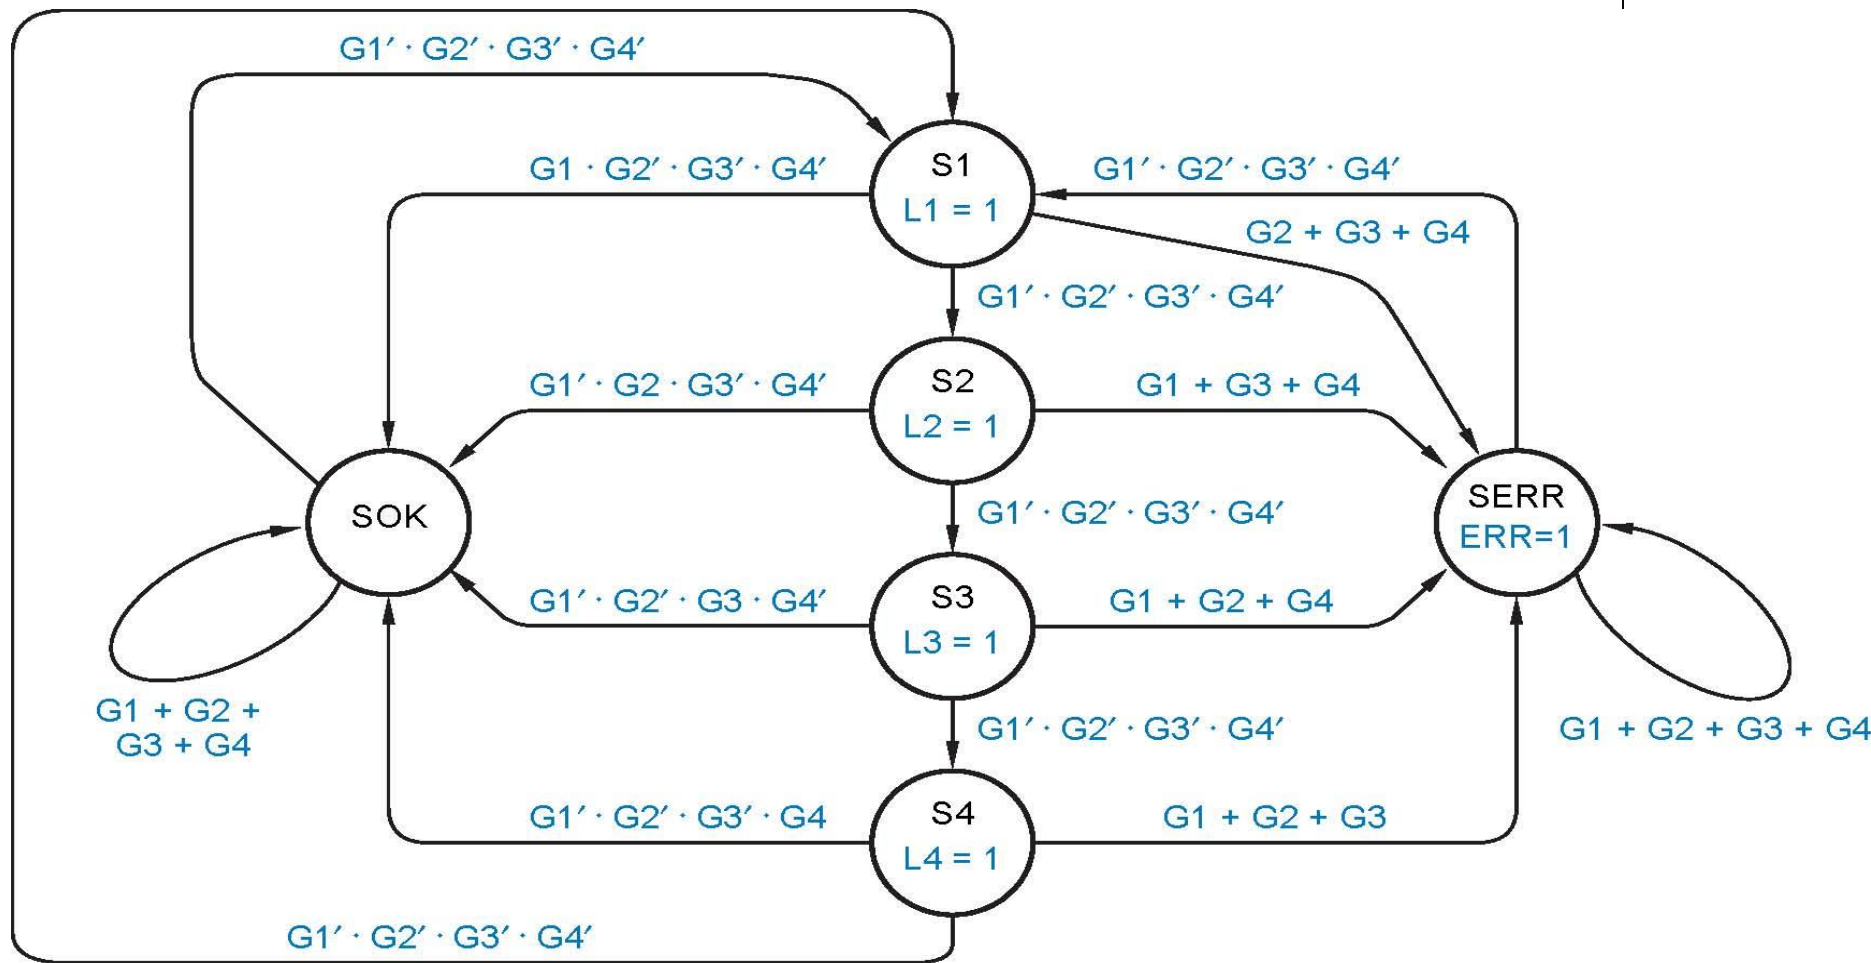 G1′ · G2′ · G3′ · G4′
S1
L1 = 1
G1 · G2′ · G3′ · G4′
G1′ · G2′ · G3′ · G4′
G2 + G3 + G4
G1′ · G2′ · G3′ · G4′
S2
L2 = 1
G1′ · G2 · G3′ · G4′
G1 + G3 + G4
SOK
SERR
ERR=1
G1′ · G2′ · G3′ · G4′
S3
L3 = 1
G1′ · G2′ · G3 · G4′
G1 + G2 + G4
G1 + G2 +
G3 + G4
G1′ · G2′ · G3′ · G4′
G1 + G2 + G3 + G4
S4
L4 = 1
G1′ · G2′ · G3′ · G4
G1 + G2 + G3
G1′ · G2′ · G3′ · G4′